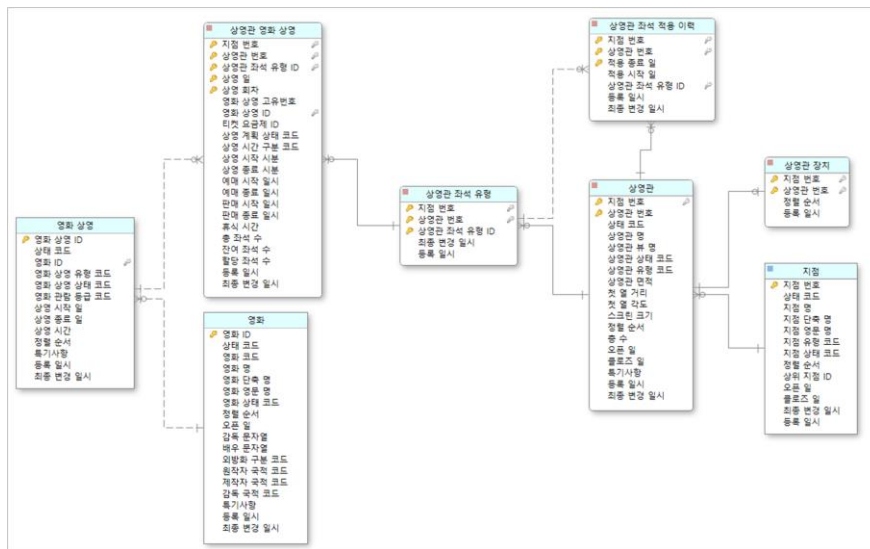 상영관 영화 상영
지점 번호
상영관 번호
상영관 좌석 유형 ID
상영 일
상영 회차
영화 상영 고유번호
영화 상영 ID
티켓 요금제 ID
상영 계획 상태 코드
상영 시간 구분 코드
상영 시작 시분
상영 종료 시분
예매 시작 일시
예매 종료 일시
판매 시작 일시
판매 종료 일시
휴식 시간
총 좌석 수
잔여 좌석 수
할당 좌석 수
등록 일시
최종 변경 일시
상영관 좌석 적용 이력
지점 번호
상영관 번호
적용 종료 일
적용 시작 일
상영관 좌석 유형 ID
등록 일시
최종 변경 일시
상영관 장치
지점 번호
상영관 번호
정렬 순서
등록 일시
상영관 좌석 유형
지점 번호
상영관 번호
상영관 좌석 유형 ID
최종 변경 일시
등록 일시
상영관
지점 번호
상영관 번호
상태 코드
상영관 명
상영관 뷰 명
상영관 상태 코드
상영관 유형 코드
상영관 면적
첫 열 거리
첫 열 각도
스크린 크기
정렬 순서
층 수
오픈 일
클로즈 일
특기사항
등록 일시
최종 변경 일시
영화 상영
영화 상영 ID
상태 코드
영화 ID
영화 상영 유형 코드
영화 상영 상태 코드
영화 관람 등급 코드
상영 시작 일
상영 종료 일
상영 시간
정렬 순서
특기사항
등록 일시
최종 변경 일시
지점
지점 번호
상태 코드
지점 명
지점 단축 명
지점 영문 명
지점 유형 코드
지점 상태 코드
정렬 순서
상위 지점 ID
오픈 일
클로즈 일
최종 변경 일시
등록 일시
영화
영화 ID
상태 코드
영화 코드
영화 명
영화 단축 명
영화 영문 명
영화 상태 코드
정렬 순서
오픈 일
감독 문자열
배우 문자열
외방화 구분 코드
원작자 국적 코드
제작자 국적 코드
감독 국적 코드
특기사항
등록 일시
최종 변경 일시